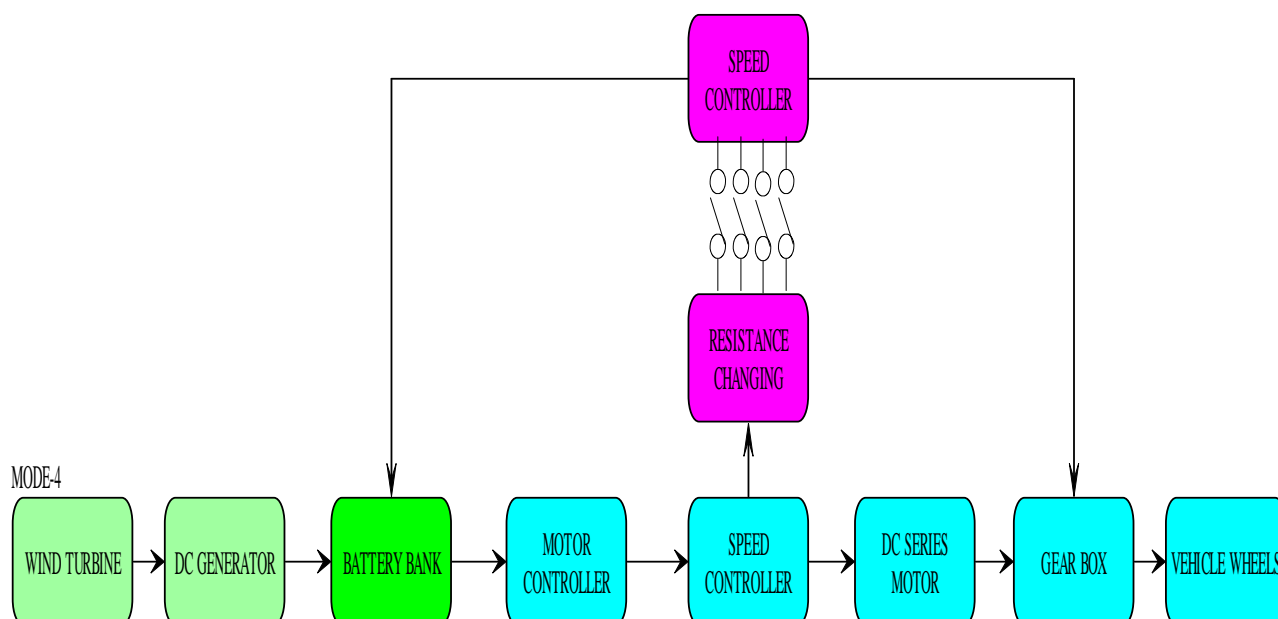 SPEED
CONTROLLER
RESISTANCE
CHANGING
MODE-4
WIND TURBINE
DC GENERATOR
BATTERY BANK
MOTOR
CONTROLLER
SPEED
CONTROLLER
DC SERIES
MOTOR
GEAR BOX
VEHICLE WHEELS